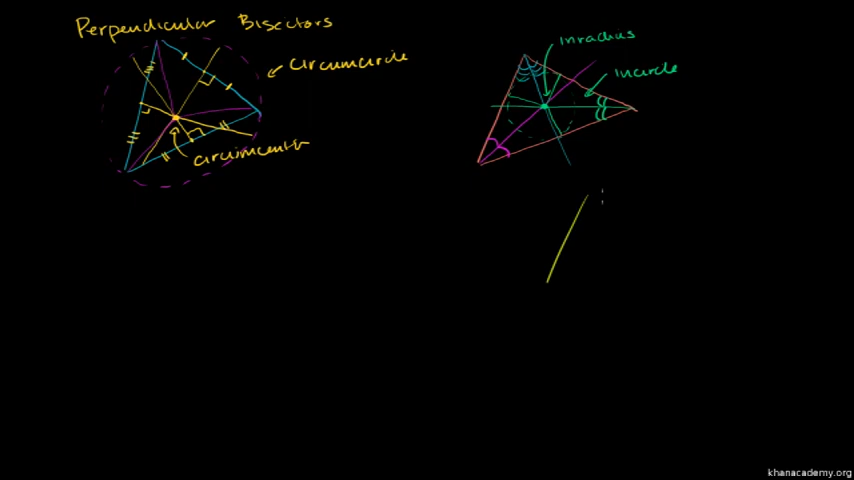 Perpendicular Bisectors
Circumcircle
circumcenter
inradius
Incircle
khanacademy.org